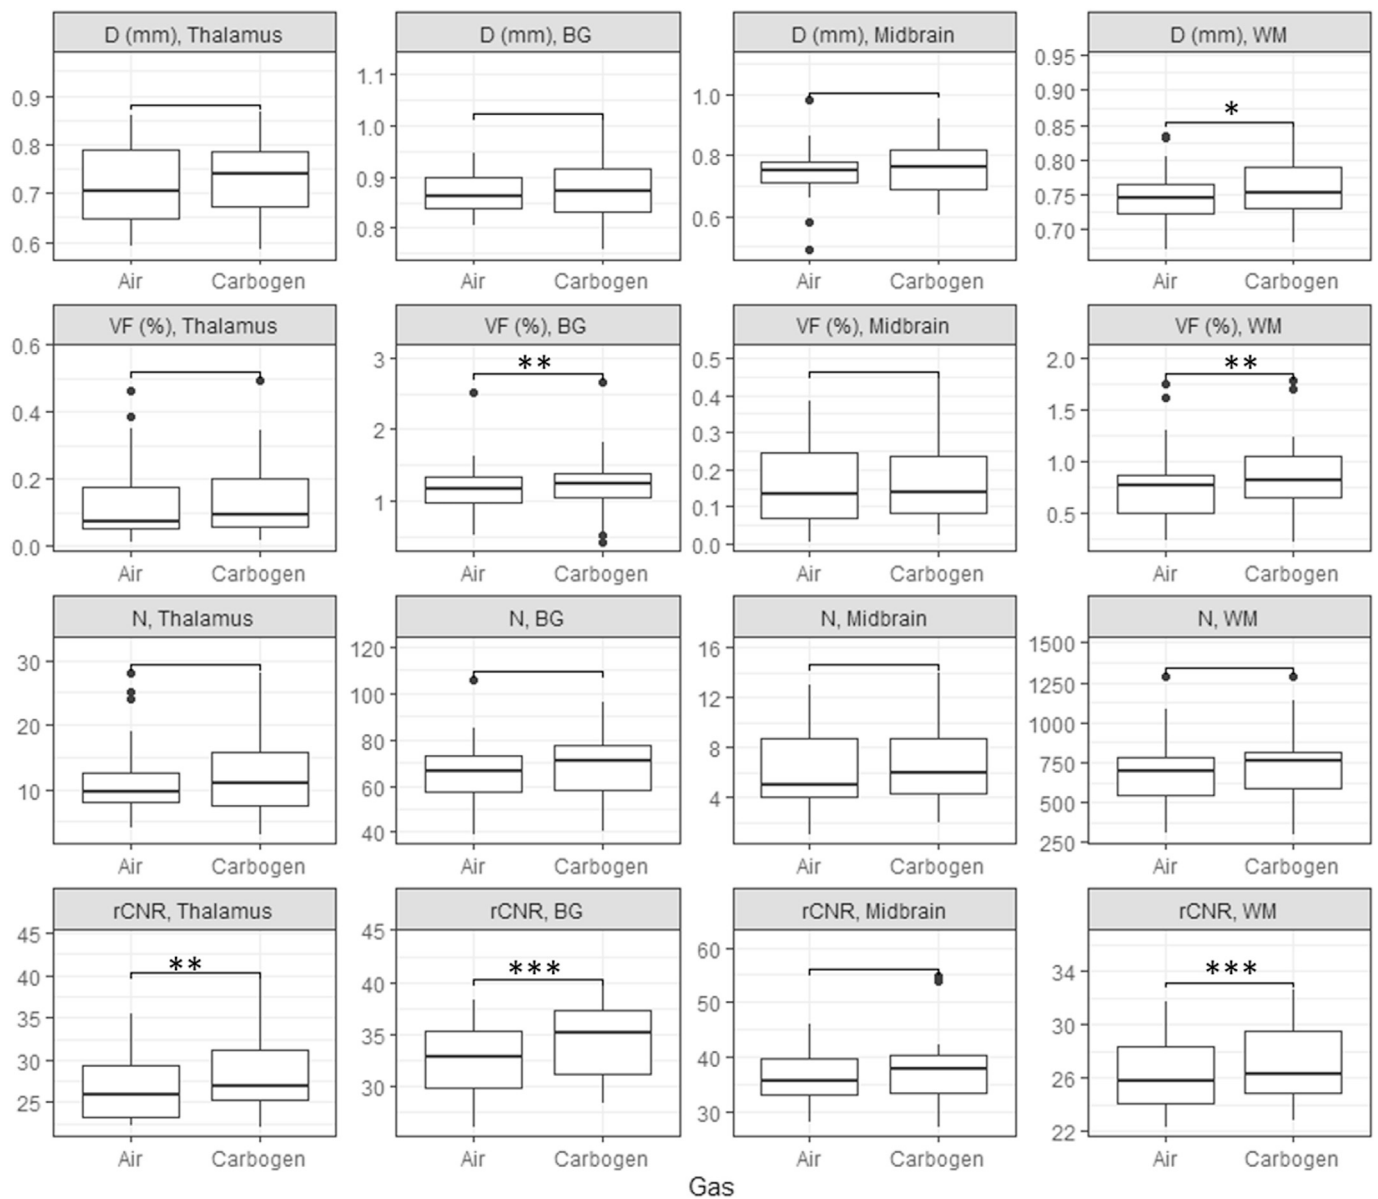 D (mm), Thalamus
0.9
0.8
0.7
0.6
Air Carbogen
D (mm), BG
1.1
1.0
0.9
0.8
Air Carbogen
D (mm), Midbrain
1.0
0.8
0.6
Air Carbogen
D (mm), WM
0.95
0.90
0.85
0.80
0.75
0.70
*
Air Carbogen
VF (%), Thalamus
0.6
0.4
0.2
0.0
Air Carbogen
VF (%), BG
3
2
1
**
Air Carbogen
VF (%), Midbrain
0.5
0.4
0.3
0.2
0.1
0.0
Air Carbogen
VF (%), WM
2.0
1.5
1.0
0.5
**
Air Carbogen
N, Thalamus
30
20
10
Air Carbogen
N, BG
120
100
80
60
40
Air Carbogen
N, Midbrain
16
12
8
4
Air Carbogen
N, WM
1500
1250
1000
750
500
250
Air Carbogen
rCNR, Thalamus
45
40
35
30
25
**
Air Carbogen
rCNR, BG
45
40
35
30
***
Air Carbogen
rCNR, Midbrain
60
50
40
30
Air Carbogen
rCNR, WM
34
30
26
22
***
Air Carbogen
Gas